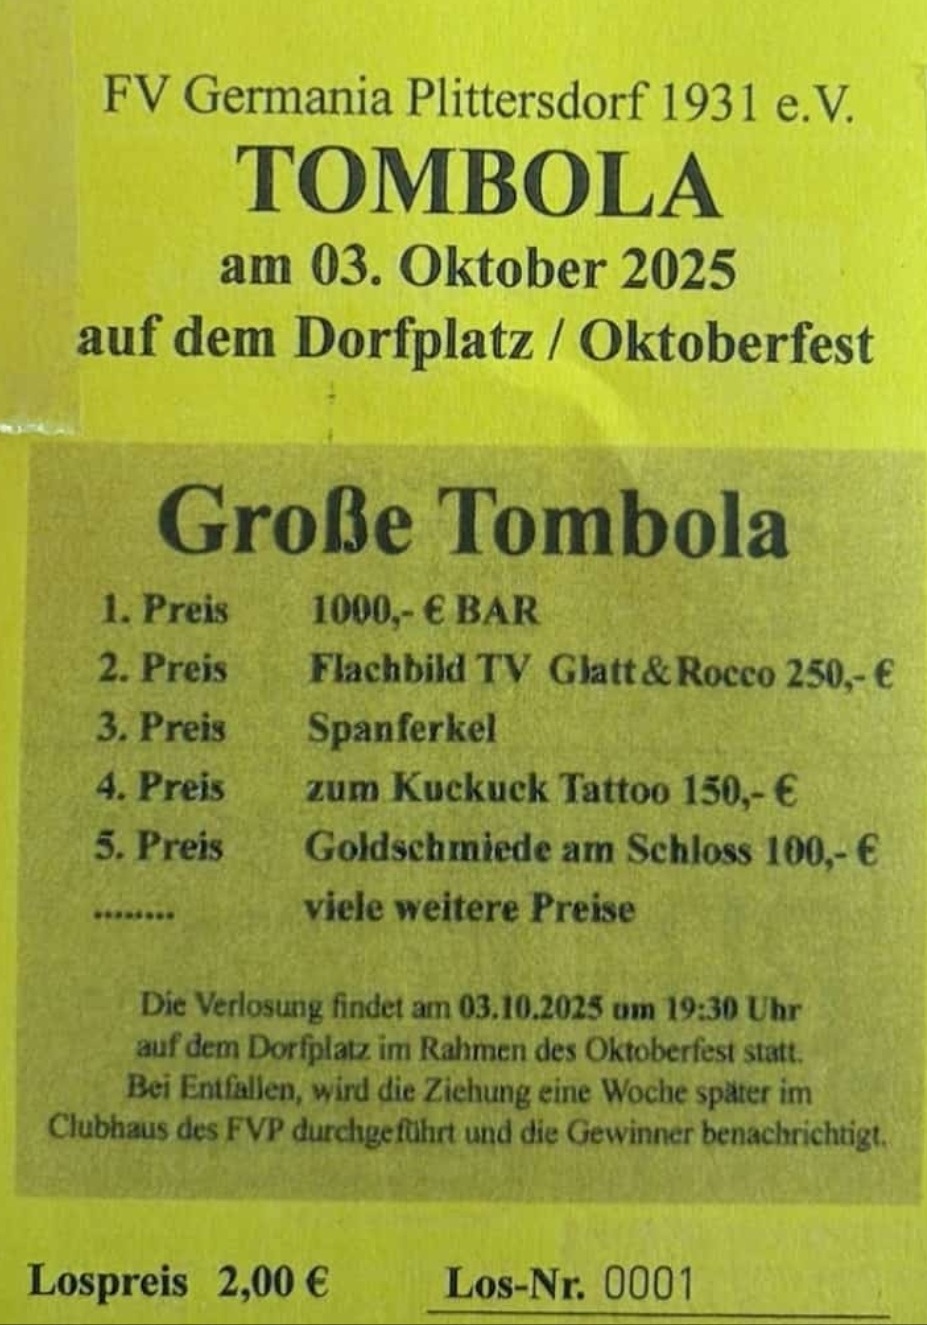 FV Germania Plittersdorf 1931 e.V.
TOMBOLA
am 03. Oktober 2025
auf dem Dorfplatz / Oktoberfest
Große Tombola
1. Preis 1000,- € BAR
2. Preis Flachbild TV Glatt&Rocco 250,- €
3. Preis Spanferkel
4. Preis zum Kuckuck Tattoo 150,- €
5. Preis Goldschmiede am Schloss 100,- €
......... viele weitere Preise
Die Verlosung findet am 03.10.2025 um 19:30 Uhr
auf dem Dorfplatz im Rahmen des Oktoberfest statt.
Bei Entfallen, wird die Ziehung eine Woche später im
Clubhaus des FVP durchgeführt und die Gewinner benachrichtigt.
Lospreis 2,00 € Los-Nr. 0001